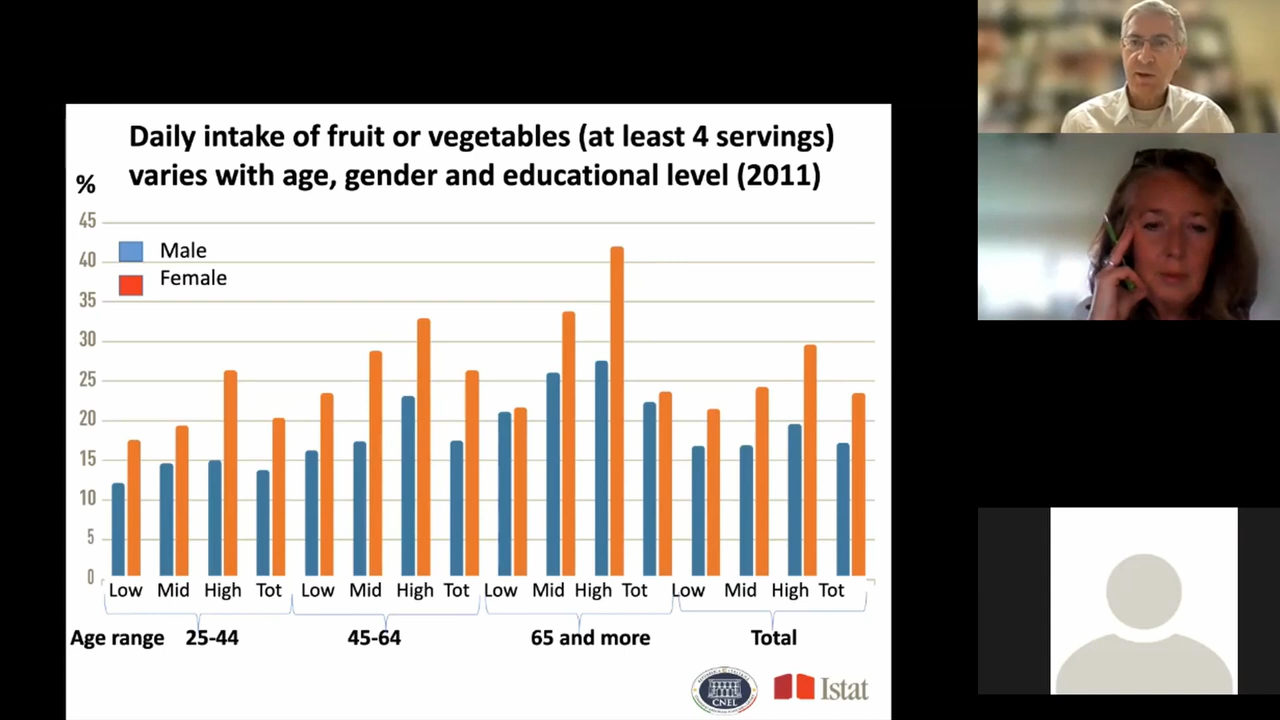 Daily intake of fruit or vegetables (at least 4 servings)
varies with age, gender and educational level (2011)
%
45
40
35
30
25
20
15
10
5
0
Male
Female
Low Mid High Tot Low Mid High Tot Low Mid High Tot Low Mid High Tot
Age range 25-44 45-64 65 and more Total
CNEL
Istat